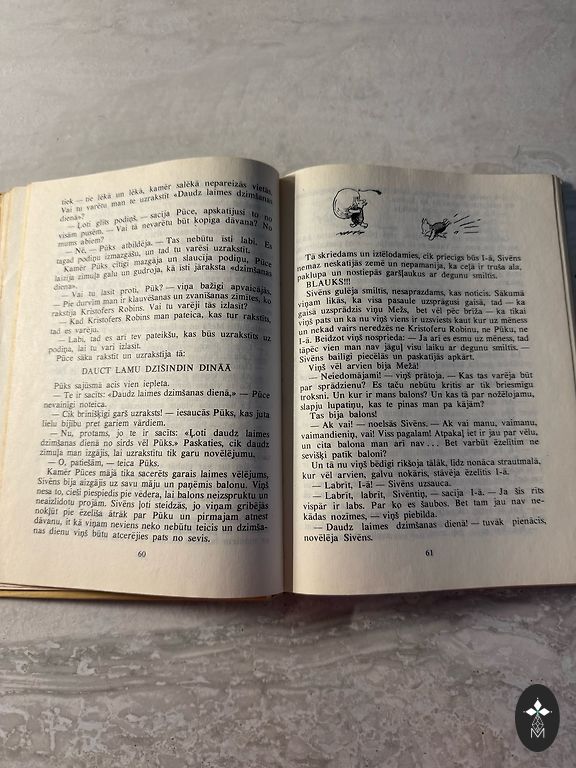 tiek — tie lēkā un lēkā, kamēr salēkā nepareizās vietās.
Vai tu varētu man te uzrakstīt «Daudz laimes dzimšanas
dienā»?
— Ļoti glīts podiņš, — sacīja Pūce, apskatījusi to no
visām pusēm. — Vai tā nevarētu būt kopīga dāvana? No
mums abiem?
— Nē, — Pūks atbildēja. — Tas nebūtu īsti labi. Es
tagad podiņu izmazgāšu, un tad tu varēsi uzrakstīt.
Kamēr Pūks cītīgi mazgāja un slaucīja podiņu, Pūce
laizīja zīmuļa galu un gudroja, kā īsti jāraksta «dzimšanas
dienā».
— Vai tu lasīt proti, Pūk? — viņa bažīgi apvaicājās.
— Pie durvīm man ir klauvēšanas un zvanīšanas zīmītes, ko
rakstīja Kristofers Robins. Vai tu varēji tās izlasīt?
— Kad Kristofers Robins man pateica, kas tur rakstīts,
tad es varēju.
— Labi, tad es arī tev pateikšu, kas būs uzrakstīts uz
podiņa, lai tu vari izlasīt.
Pūce sāka rakstīt un uzrakstīja tā:
DAUCT LAMU DZIŠINDIN DINĀĀ
Pūks sajūsmā acis vien iepleta.
— Te ir sacīts: «Daudz laimes dzimšanas dienā,» — Pūce
nevainīgi noteica.
— Cik brīnišķīgi garš uzraksts! — iesaucās Pūks, kas juta
lielu bijību pret gariem vārdiem.
— Nu, protams, jo te ir sacīts: «Ļoti daudz laimes
dzimšanas dienā no sirds vēl Pūks.» Paskaties, cik daudz
zīmuļa man izgāja, lai uzrakstītu tik garu novēlējumu,
— O, patiešām, — teica Pūks.
Kamēr Pūces mājā tika sacerēts garais laimes vēlējums,
Sivēns bija aizgājis uz savu māju un paņēmis balonu. Viņš
nesa to, cieši piespiedis pie vēdera, lai balons neizspruktu un
neaizlidotu projām. Sivēns ļoti steidzās, jo viņam gribējās
nokļūt pie ēzelīša ātrāk par Pūku un pirmajam atnest
dāvanu, it kā viņam neviens neko nebūtu teicis un dzimša-
nas dienu viņš būtu atcerējies pats no sevis.
60
Tā skriedams un iztēlodamies, cik priecīgs būs I-ā, Sivēns
nemaz neskatījās zemē un nepamanīja, ka ceļā ir truša ala,
paklupa un nostiepās garšļaukus ar degunu smiltīs.
BLAUKS!!!
Sivēns gulēja smiltīs, nesaprazdams, kas noticis. Sākumā
viņam likās, ka visa pasaule uzsprāgusi gaisā, tad — ka
gaisā uzsprādzis viņu Mežs, bet vēl pēc brīža — ka tikai
viņš pats un ka nu viņš viens ir uzsviests kaut kur uz mēness
un nekad vairs neredzēs ne Kristoferu Robinu, ne Pūku, ne
I-ā. Beidzot viņš nosprieda: — Ja arī es esmu uz mēness, tad
tāpēc vien man nav jāguļ visu laiku ar degunu smiltīs. —
Sivēns bailīgi piecēlās un paskatījās apkārt.
Viņš vēl arvien bija Mežā!
— Neiedomājami! — viņš prātoja. — Kas tas varēja būt
par sprādzienu? Es taču nebūtu kritis ar tik briesmīgu
troksni. Un kur ir mans balons? Un kas tā par nožēlojamu,
slapju lupatiņu, kas te pinas man pa kājām?
Tas bija balons!
— Ak vai! — noelsās Sivēns. — Ak vai manu, vaimanu,
vaimandieniņ, vai! Viss pagalam! Atpakaļ iet ir jau par vēlu,
un cita balona man arī nav... Bet varbūt ēzelītim ne
sevišķi patīk baloni?
Un tā nu viņš bēdīgi rikšoja tālāk, līdz nonāca strautmalā,
kur vēl arvien, galvu nokāris, stāvēja ēzelītis I-ā.
— Labrīt, I-ā! — Sivēns uzsauca.
— Labrīt, labrīt, Sivēntiņ, — sacīja I-ā. — Ja šis rīts
vispār ir labs. Par ko es šaubos. Bet tam jau nav ne-
kādas nozīmes, — viņš piebilda.
— Daudz laimes dzimšanas dienā! — tuvāk pienācis,
novēlēja Sivēns.
61
M